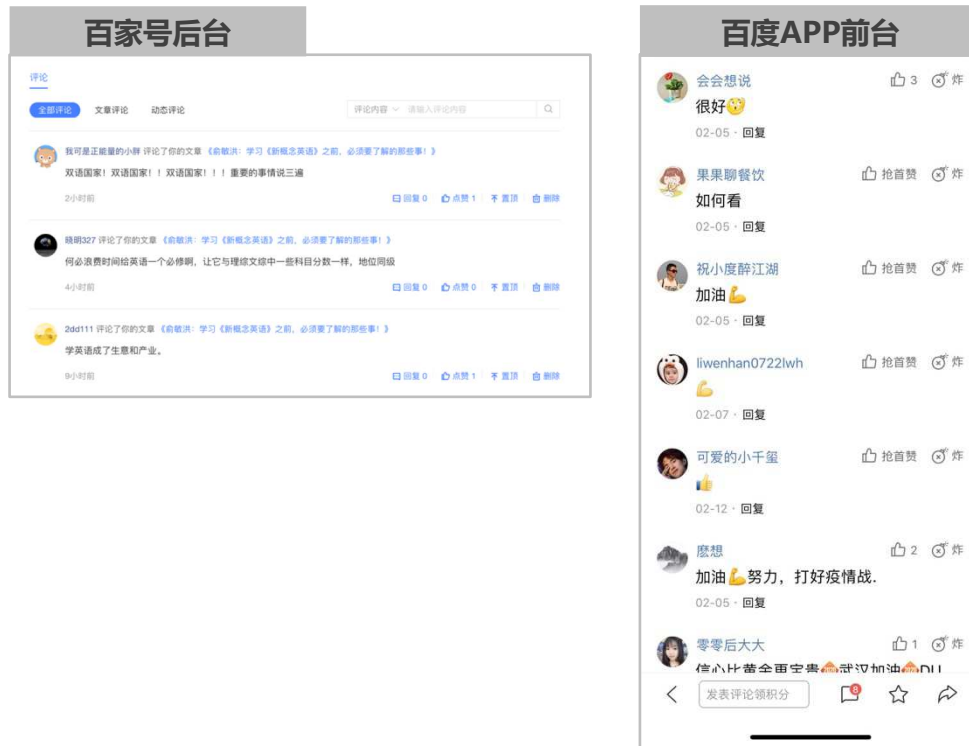 百家号后台
评论
全部评论 文章评论 动态评论 评论内容 请输入评论内容
我可是正能量的小胖 评论了你的文章 《俞敏洪：学习《新概念英语》之前，必须要了解的那些事！》
双语国家！双语国家！！双语国家！！！重要的事情说三遍
2小时前 回复 0 点赞 1 置顶 删除
晓明327 评论了你的文章 《俞敏洪：学习《新概念英语》之前，必须要了解的那些事！》
何必浪费时间给英语一个必修啊，让它与理综文综中一些科目分数一样，地位同级
4小时前 回复 0 点赞 0 置顶 删除
2dd111 评论了你的文章 《俞敏洪：学习《新概念英语》之前，必须要了解的那些事！》
学英语成了生意和产业。
9小时前 回复 0 点赞 1 置顶 删除
百度APP前台
会会想说 3 炸
很好
02-05 · 回复
果果聊餐饮 抢首赞 炸
如何看
02-05 · 回复
祝小度醉江湖 抢首赞 炸
加油💪
02-05 · 回复
liwenhan0722lwh 抢首赞 炸
💪
02-07 · 回复
可爱的小千玺 抢首赞 炸
👍
02-12 · 回复
麽想 2 炸
加油💪努力，打好疫情战.
02-05 · 回复
零零后大大 1 炸
信心比黄金更宝贵 武汉加油 DU
发表评论领积分 8